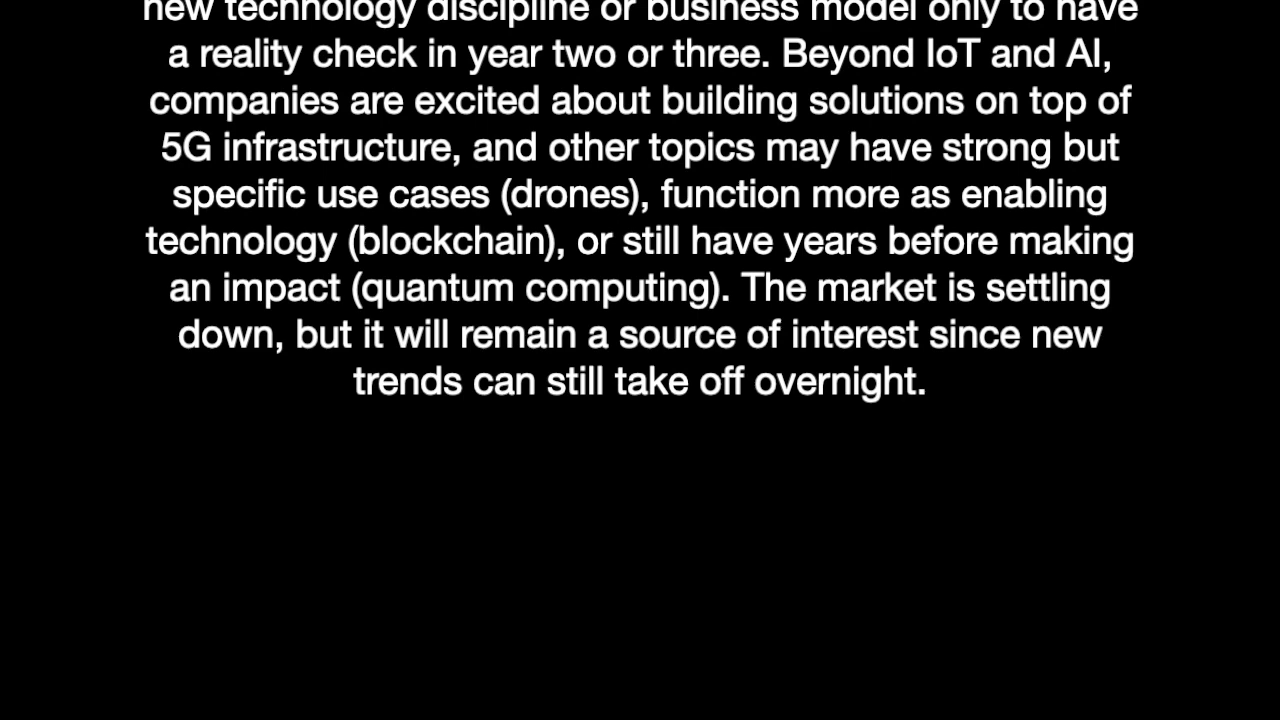 new technology discipline or business model only to have
a reality check in year two or three. Beyond IoT and AI,
companies are excited about building solutions on top of
5G infrastructure, and other topics may have strong but
specific use cases (drones), function more as enabling
technology (blockchain), or still have years before making
an impact (quantum computing). The market is settling
down, but it will remain a source of interest since new
trends can still take off overnight.